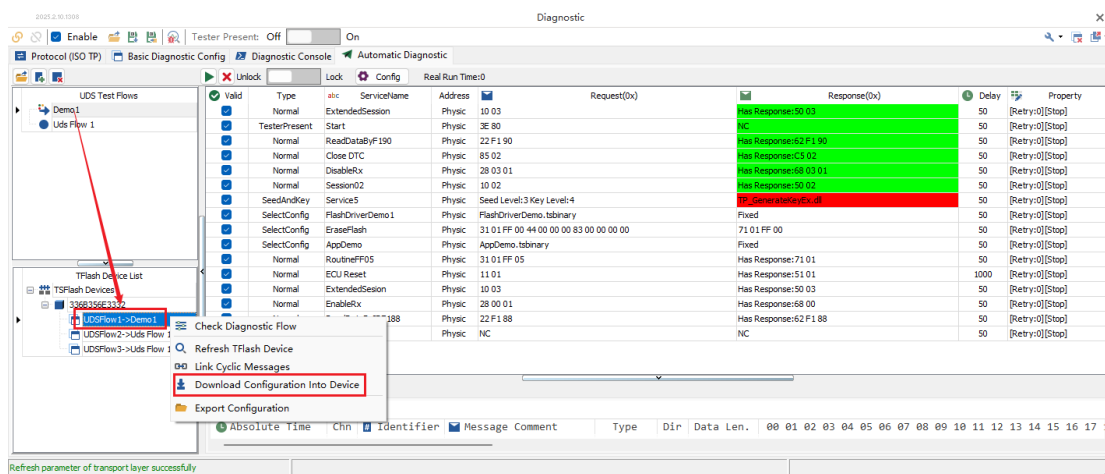 2025.2.10.1308
Diagnostic
Enable
Tester Present: Off On
Protocol (ISO TP) Basic Diagnostic Config Diagnostic Console Automatic Diagnostic
Unlock Lock Config Real Run Time:0
UDS Test Flows
Demo1
Uds Flow 1
Valid Type abc ServiceName Address Request(0x) Response(0x) Delay Property
Normal ExtendedSession Physic 10 03 Has Response:50 03 50 [Retry:0][Stop]
TesterPresent Start Physic 3E 80 NC 50 [Retry:0][Stop]
Normal ReadDataByF190 Physic 22 F1 90 Has Response:62 F1 90 50 [Retry:0][Stop]
Normal Close DTC Physic 85 02 Has Response:C5 02 50 [Retry:0][Stop]
Normal DisableRx Physic 28 03 01 Has Response:68 03 01 50 [Retry:0][Stop]
Normal Session02 Physic 10 02 Has Response:50 02 50 [Retry:0][Stop]
SeedAndKey Service5 Physic Seed Level:3 Key Level:4 TP_GenerateKeyEx.dl 50 [Retry:0][Stop]
SelectConfig FlashDriverDemo1 Physic FlashDriverDemo.tsbinary Fixed 50 [Retry:0][Stop]
SelectConfig EraseFlash Physic 31 01 FF 00 44 00 00 00 83 00 00 00 00 71 01 FF 00 50 [Retry:0][Stop]
SelectConfig AppDemo Physic AppDemo.tsbinary Fixed 50 [Retry:0][Stop]
Normal RoutineFF05 Physic 31 01 FF 05 Has Response:71 01 50 [Retry:0][Stop]
Normal ECU Reset Physic 11 01 Has Response:51 01 1000 [Retry:0][Stop]
Normal ExtendedSesion Physic 10 03 Has Response:50 03 50 [Retry:0][Stop]
Normal EnableRx Physic 28 00 01 Has Response:68 00 50 [Retry:0][Stop]
188 Physic 22 F1 88 Has Response:62 F1 88 50 [Retry:0][Stop]
Physic NC NC 50 [Retry:0][Stop]
TFlash Device List
TSFlash Devices
336B356E3332
UDSFlow1->Demo1
UDSFlow2->Uds Flow 1
UDSFlow3->Uds Flow 1
Check Diagnostic Flow
Refresh TFlash Device
Link Cyclic Messages
Download Configuration Into Device
Export Configuration
Absolute Time Chn Identifier Message Comment Type Dir Data Len. 00 01 02 03 04 05 06 07 08 09 10 11 12 13 14 15 16 17
Refresh parameter of transport layer successfully